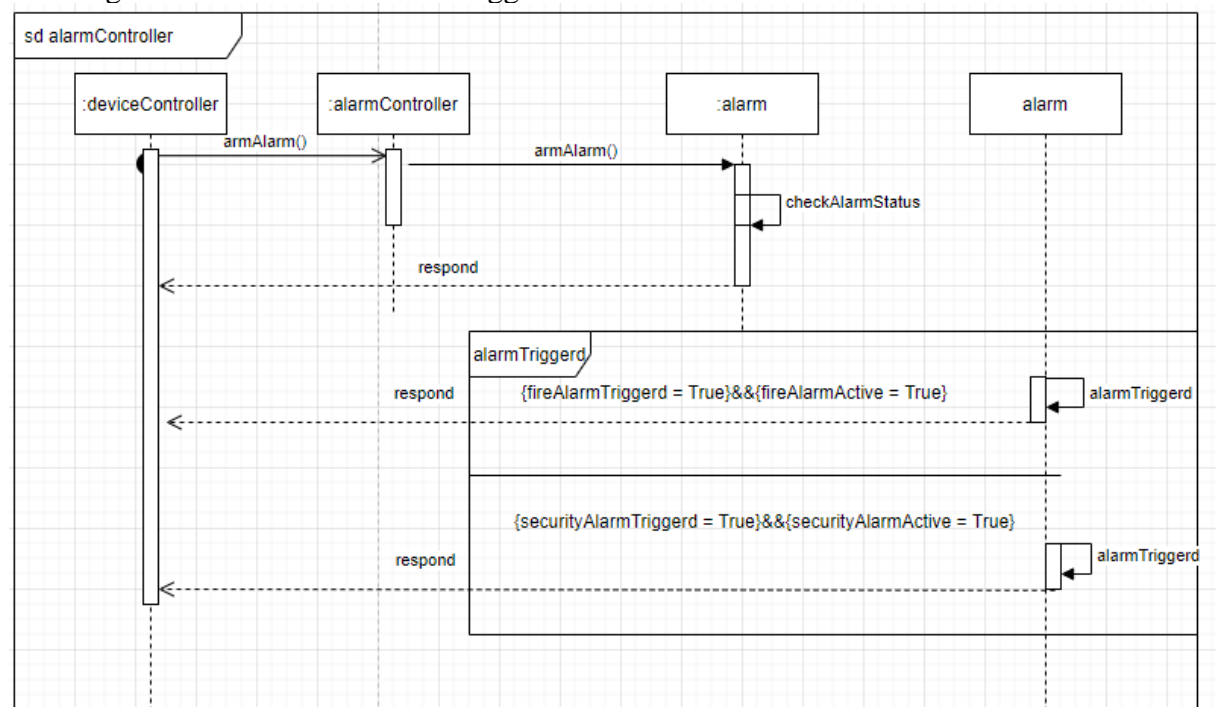 sd alarmController
:deviceController
:alarmController
:alarm
alarm
armAlarm()
armAlarm()
checkAlarmStatus
respond
alarmTriggerd
respond
{fireAlarmTriggerd = True}&&{fireAlarmActive = True}
alarmTriggerd
{securityAlarmTriggerd = True}&&{securityAlarmActive = True}
respond
alarmTriggerd